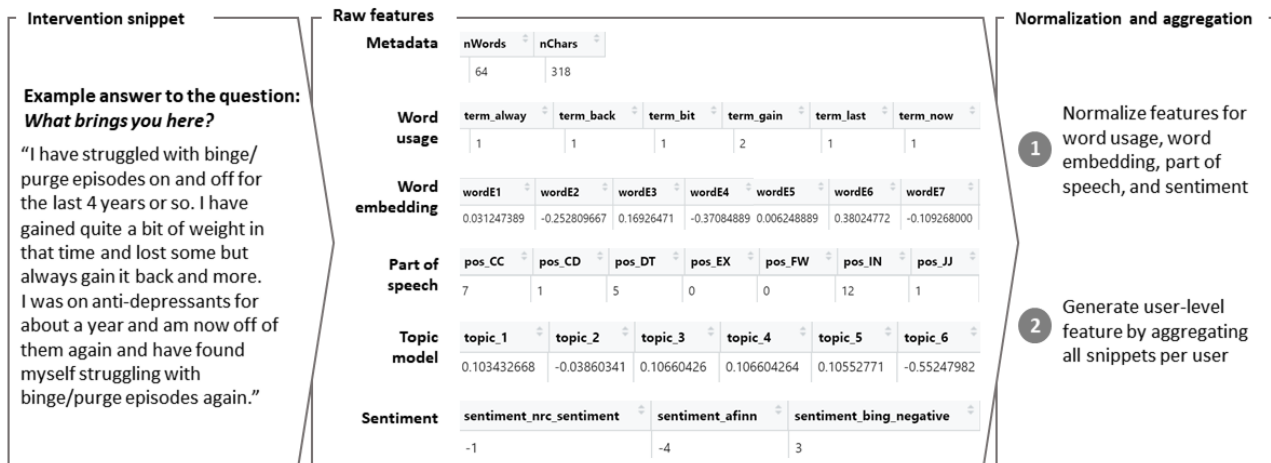 Intervention snippet
Example answer to the question:
What brings you here?
“I have struggled with binge/
purge episodes on and off for
the last 4 years or so. I have
gained quite a bit of weight in
that time and lost some but
always gain it back and more.
I was on anti-depressants for
about a year and am now off of
them again and have found
myself struggling with
binge/purge episodes again.”
Raw features
Metadata
nWords nChars
64 318
Word
usage
term_alway term_back term_bit term_gain term_last term_now
1 1 1 2 1 1
Word
embedding
wordE1 wordE2 wordE3 wordE4 wordE5 wordE6 wordE7
0.031247389 -0.252809667 0.16926471 -0.37084889 0.006248889 0.38024772 -0.109268000
Part of
speech
pos_CC pos_CD pos_DT pos_EX pos_FW pos_IN pos_JJ
7 1 5 0 0 12 1
Topic
model
topic_1 topic_2 topic_3 topic_4 topic_5 topic_6
0.103432668 -0.03860341 0.10660426 0.106604264 0.10552771 -0.55247982
Sentiment
sentiment_nrc_sentiment sentiment_afinn sentiment_bing_negative
-1 -4 3
Normalization and aggregation
1
Normalize features for
word usage, word
embedding, part of
speech, and sentiment
2
Generate user-level
feature by aggregating
all snippets per user